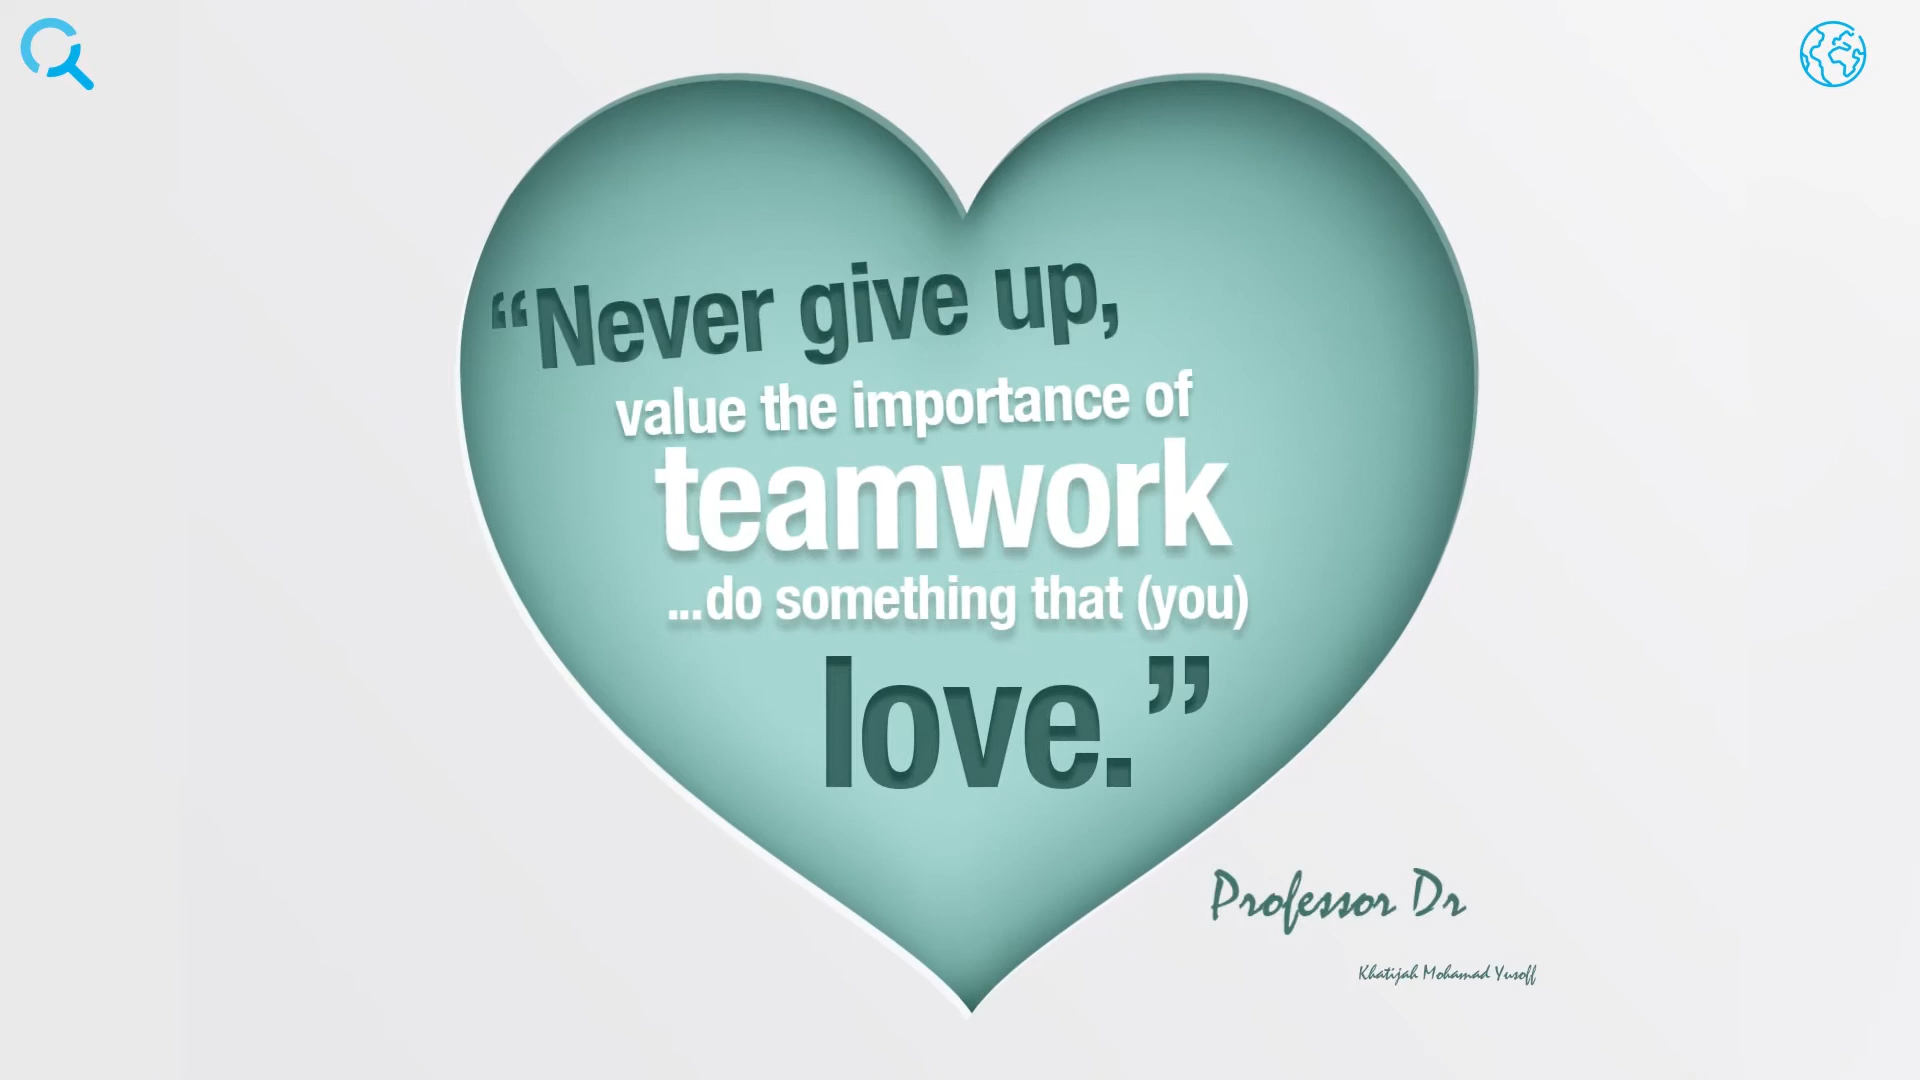 “Never give up,
value the importance of
teamwork
...do something that (you)
love.”
Professor Dr
Khatijah Mohamad Yusoff